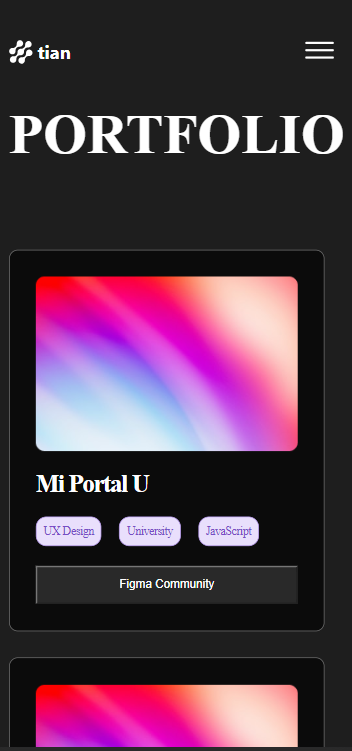 tian
PORTFOLIO
Mi Portal U
UX Design University JavaScript
Figma Community